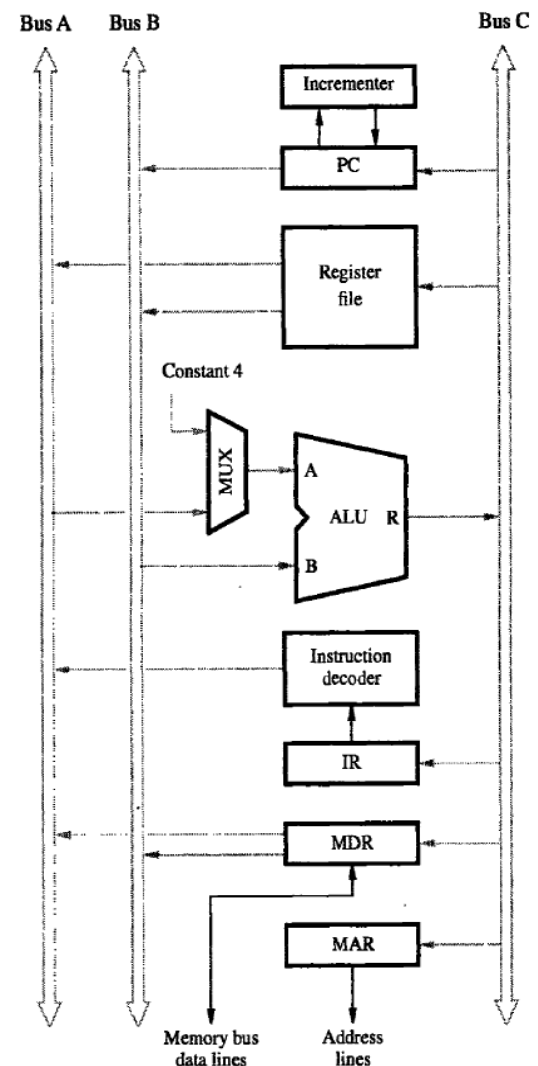 Bus A
Bus B
Bus C
Incrementer
PC
Register
file
Constant 4
MUX
A
ALU
R
B
Instruction
decoder
IR
MDR
MAR
Memory bus
data lines
Address
lines